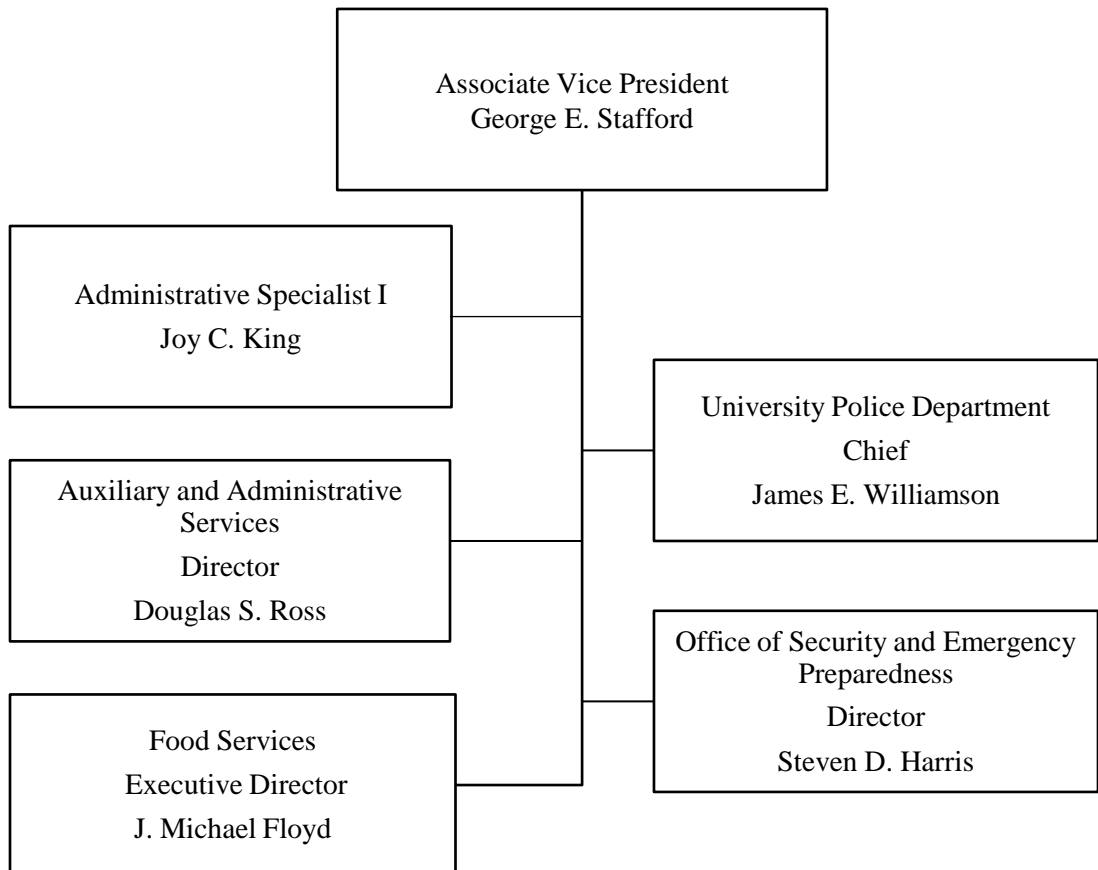 Associate Vice President
George E. Stafford
Administrative Specialist I
Joy C. King
University Police Department
Chief
James E. Williamson
Auxiliary and Administrative
Services
Director
Douglas S. Ross
Office of Security and Emergency
Preparedness
Director
Steven D. Harris
Food Services
Executive Director
J. Michael Floyd